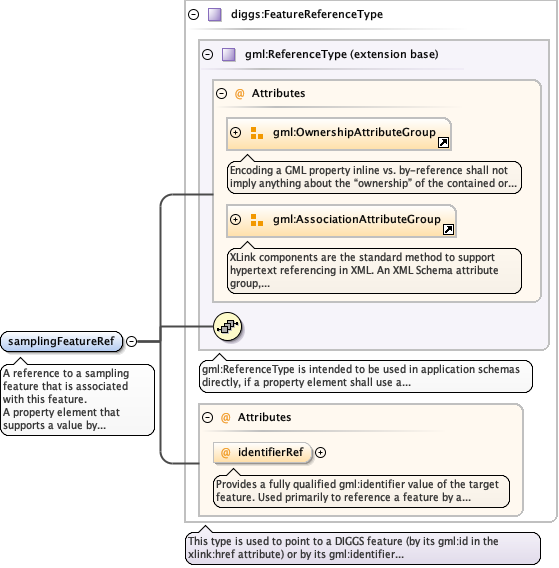 diggs:FeatureReferenceType
gml:ReferenceType (extension base)
@ Attributes
gml:OwnershipAttributeGroup
Encoding a GML property inline vs. by-reference shall not
imply anything about the “ownership” of the contained or...
gml:AssociationAttributeGroup
XLink components are the standard method to support
hypertext referencing in XML. An XML Schema attribute
group,...
samplingFeatureRef
A reference to a sampling
feature that is associated
with this feature.
A property element that
supports a value by...
gml:ReferenceType is intended to be used in application schemas
directly, if a property element shall use a...
@ Attributes
@ identifierRef
Provides a fully qualified gml:identifier value of the target
feature. Used primarily to reference a feature by a...
This type is used to point to a DIGGS feature (by its gml:id in the
xlink:href attribute) or by its gml:identifier...